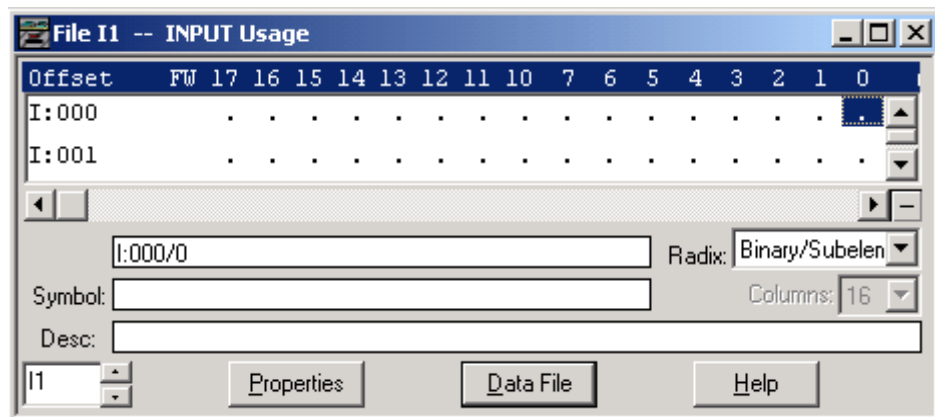 File I1 -- INPUT Usage
Offset FW 17 16 15 14 13 12 11 10 7 6 5 4 3 2 1 0
I:000 . . . . . . . . . . . . . . . .
I:001 . . . . . . . . . . . . . . . .
I:000/0
Radix: Binary/Subelen
Symbol:
Columns: 16
Desc:
I1
Properties
Data File
Help